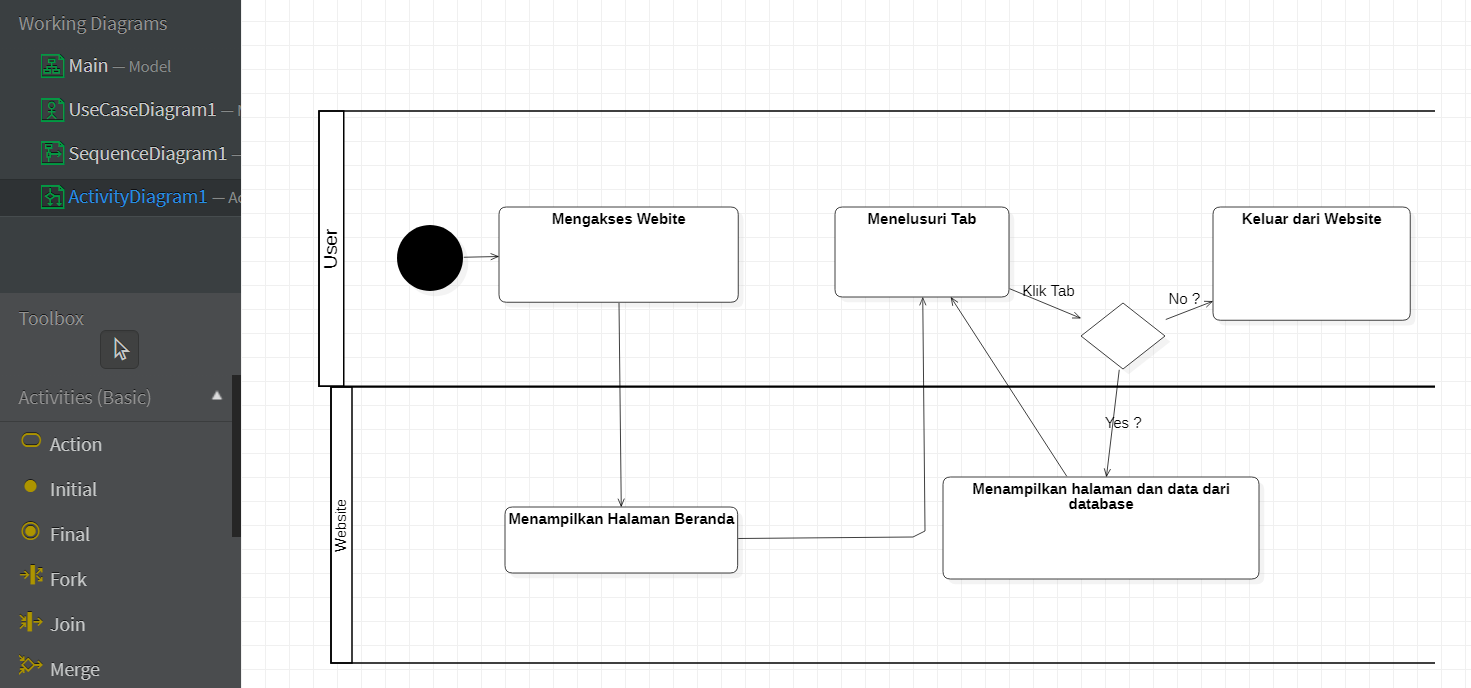 Working Diagrams
Main — Model
UseCaseDiagram1 —
SequenceDiagram1 —
ActivityDiagram1 —
Toolbox
Activities (Basic)
Action
Initial
Final
Fork
Join
Merge
User
Mengakses Webite
Menelusuri Tab
Keluar dari Website
Klik Tab
No ?
Yes ?
Website
Menampilkan Halaman Beranda
Menampilkan halaman dan data dari
database